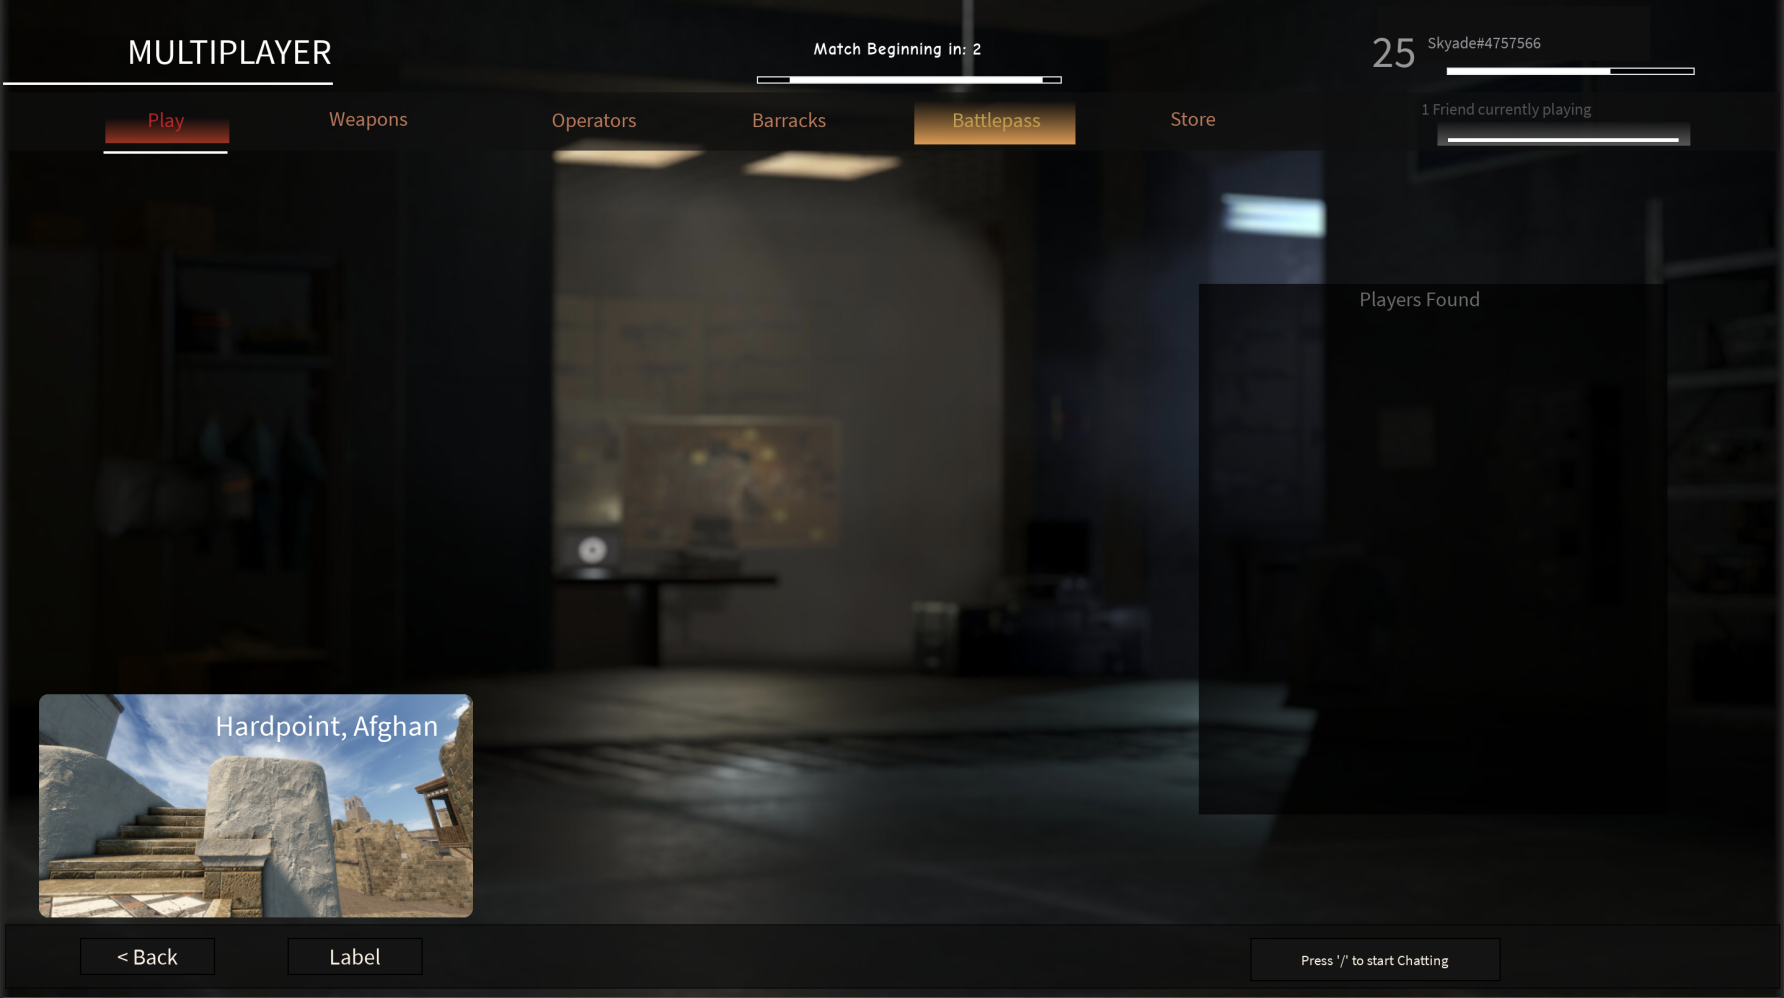 MULTIPLAYER
Match Beginning in: 2
25
Skyade#4757566
Play
Weapons
Operators
Barracks
Battlepass
Store
1 Friend currently playing
Players Found
Hardpoint, Afghan
< Back
Label
Press '/' to start Chatting